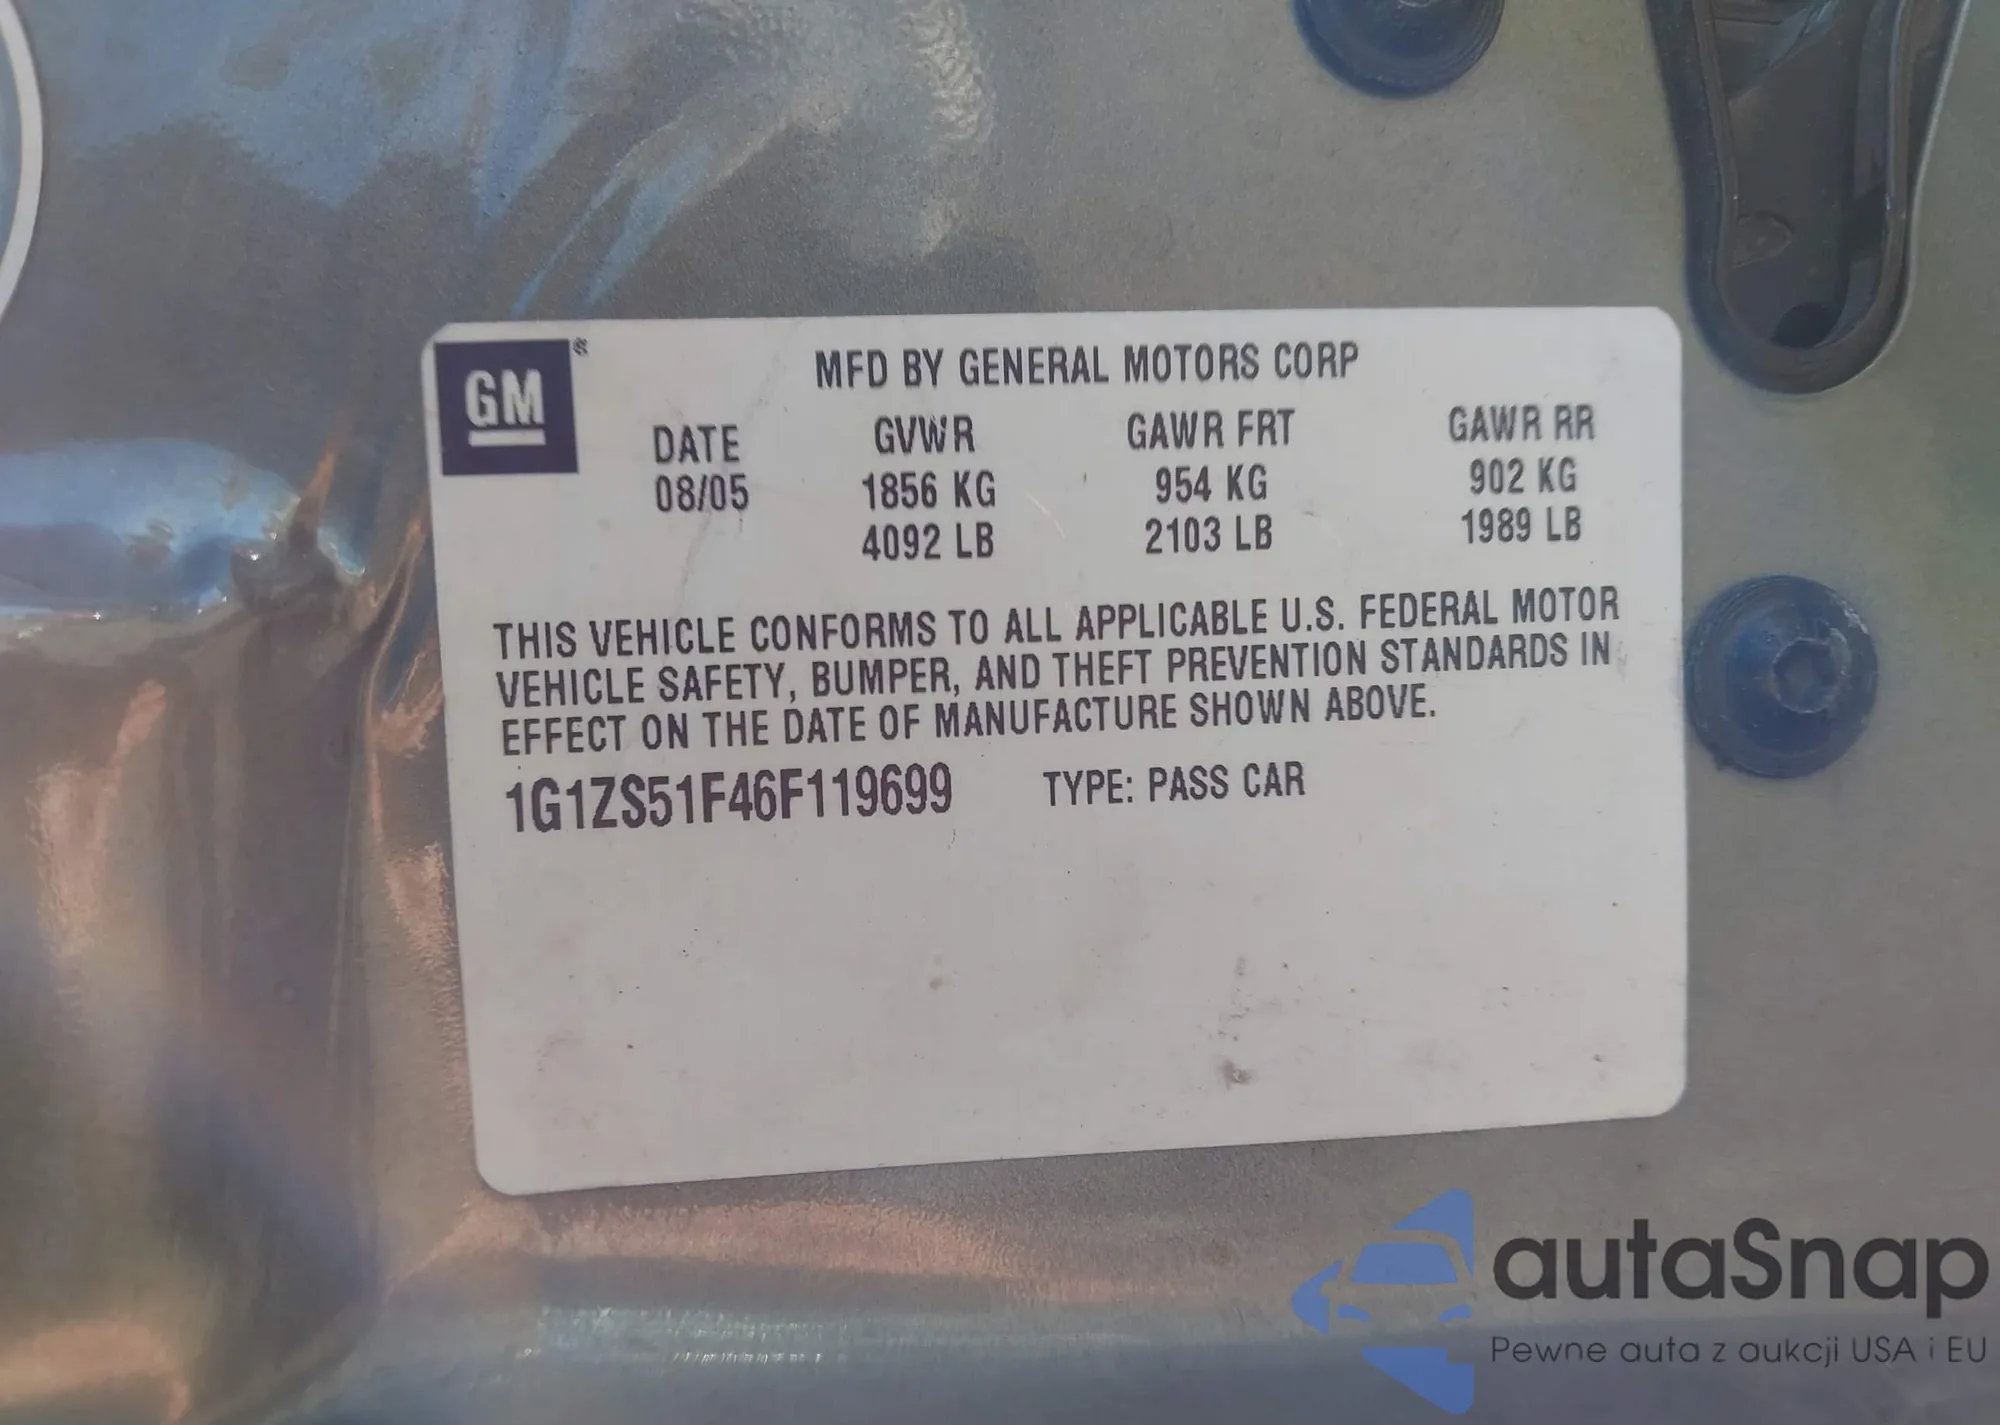 GM®
MFD BY GENERAL MOTORS CORP
DATE GVWR GAWR FRT GAWR RR
08/05 1856 KG 954 KG 902 KG
4092 LB 2103 LB 1989 LB
THIS VEHICLE CONFORMS TO ALL APPLICABLE U.S. FEDERAL MOTOR
VEHICLE SAFETY, BUMPER, AND THEFT PREVENTION STANDARDS IN
EFFECT ON THE DATE OF MANUFACTURE SHOWN ABOVE.
1G1ZS51F46F119699 TYPE: PASS CAR
autaSnap
Pewne auta z aukcji USA i EU